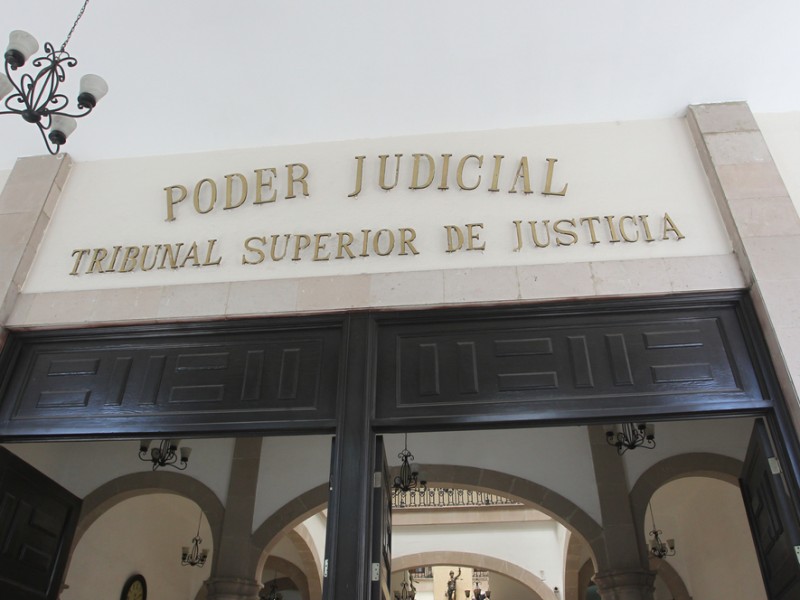 PODER JUDICIAL
TRIBUNAL SUPERIOR DE JUSTICIA